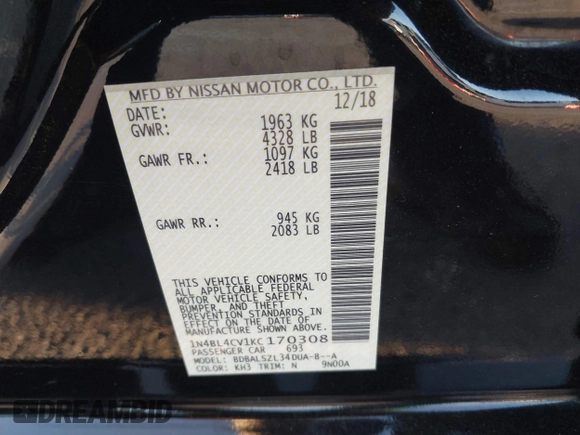 MFD BY NISSAN MOTOR CO., LTD.
DATE: 12/18
GVWR: 1963 KG
4328 LB
GAWR FR.: 1097 KG
2418 LB
GAWR RR.: 945 KG
2083 LB
THIS VEHICLE CONFORMS TO
ALL APPLICABLE FEDERAL
MOTOR VEHICLE SAFETY,
BUMPER, AND THEFT
PREVENTION STANDARDS IN
EFFECT ON THE DATE OF
MANUFACTURE SHOWN ABOVE.
1N4BL4CV1KC170308
PASSENGER CAR 693
MODEL: BDBALSZL34DUA-B--A
COLOR: KH3 TRIM: N 9N00A
DREAMBID